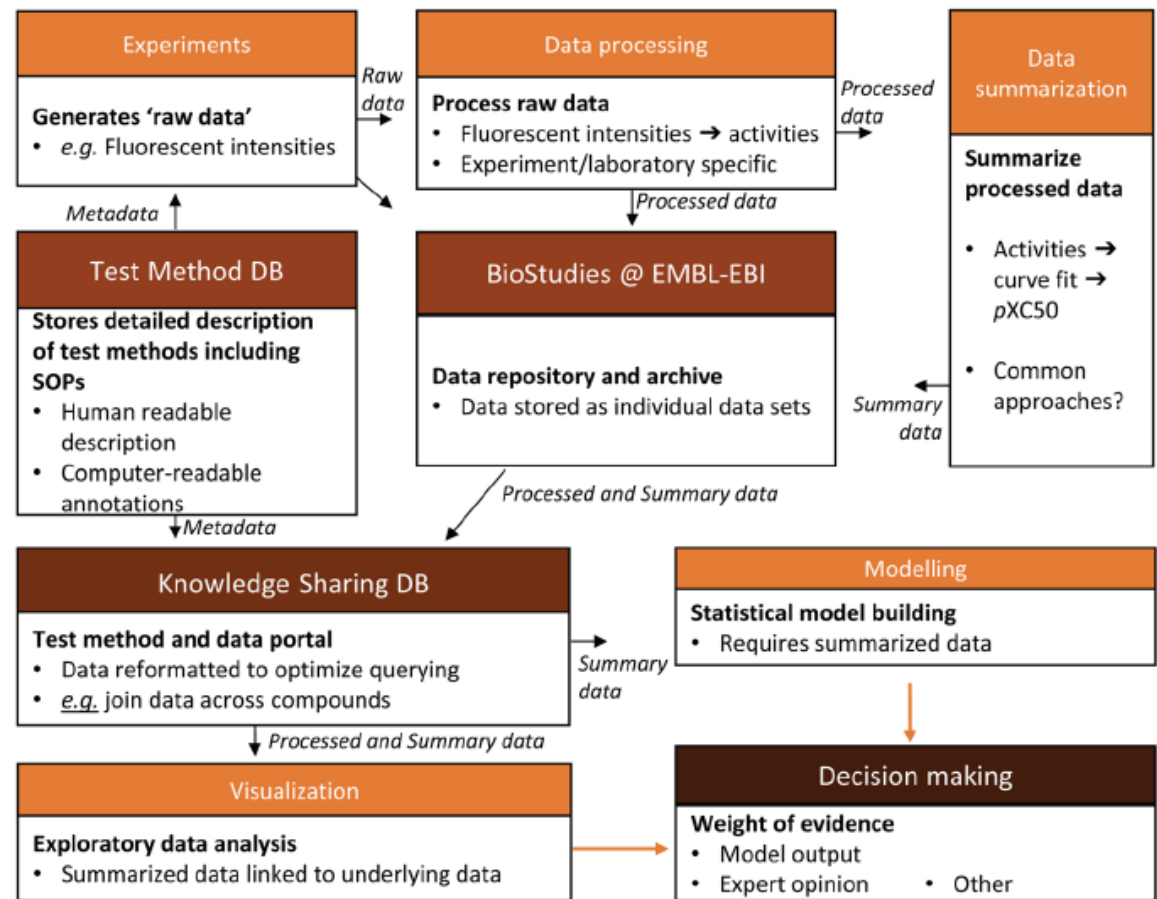 Experiments
Generates 'raw data'
• e.g. Fluorescent intensities
Raw
data
Data processing
Process raw data
• Fluorescent intensities ➔ activities
• Experiment/laboratory specific
Processed
data
Data
summarization
Summarize
processed data
• Activities ➔
curve fit ➔
pXC50
• Common
approaches?
Metadata
Processed data
Test Method DB
Stores detailed description
of test methods including
SOPs
• Human readable
description
• Computer-readable
annotations
BioStudies @ EMBL-EBI
Data repository and archive
• Data stored as individual data sets
Summary
data
Processed and Summary data
Metadata
Knowledge Sharing DB
Test method and data portal
• Data reformatted to optimize querying
• e.g. join data across compounds
Summary
data
Modelling
Statistical model building
• Requires summarized data
Processed and Summary data
Visualization
Exploratory data analysis
• Summarized data linked to underlying data
Decision making
Weight of evidence
• Model output
• Expert opinion • Other